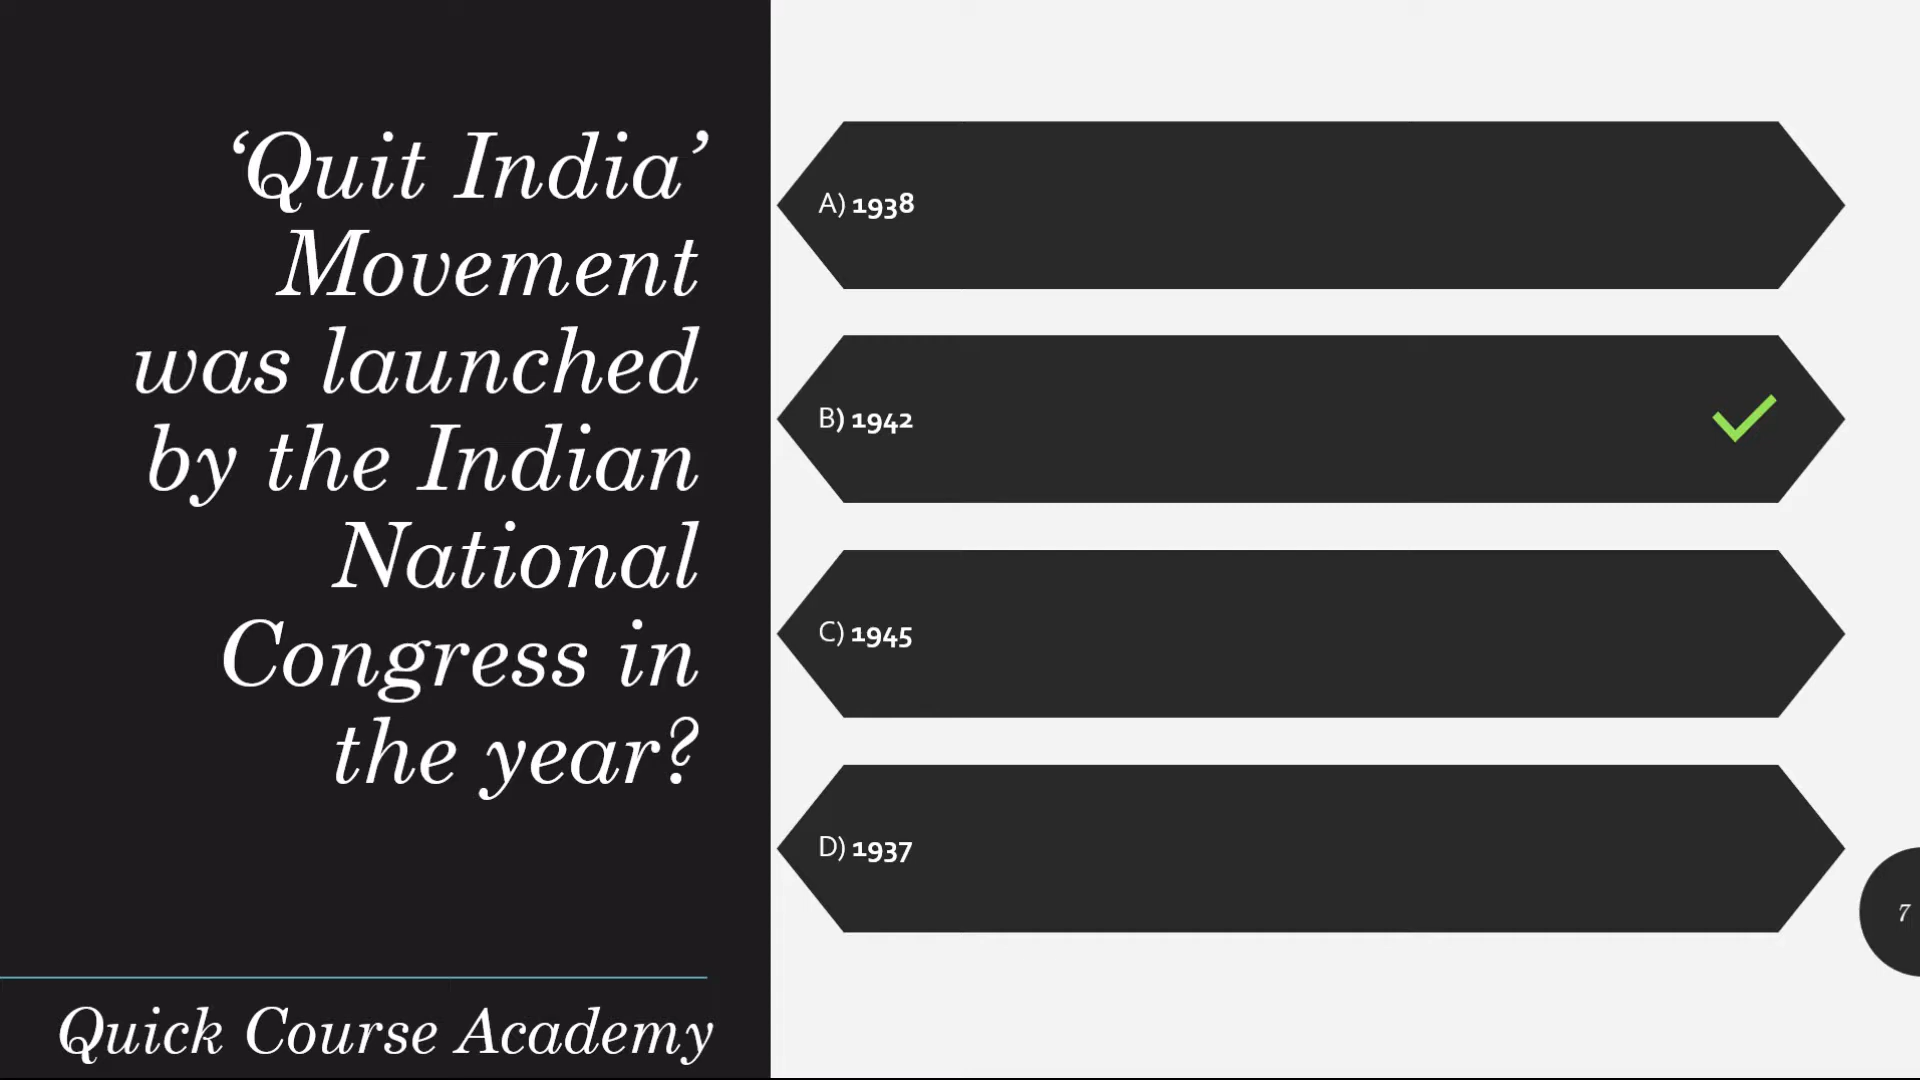 ‘Quit India’
Movement
was launched
by the Indian
National
Congress in
the year?
A) 1938
B) 1942
C) 1945
D) 1937
7
Quick Course Academy